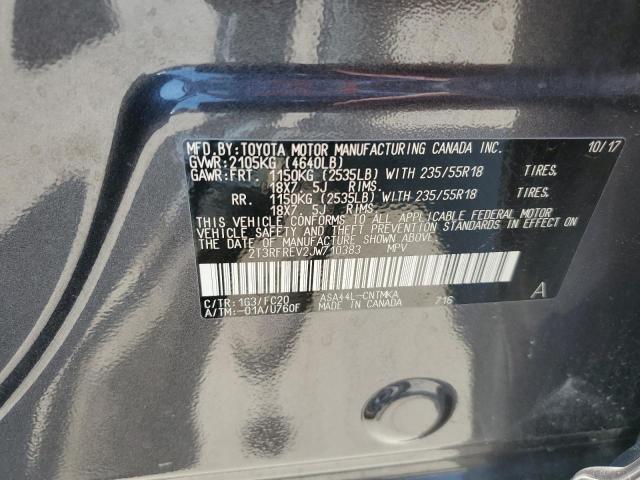 MFD.BY:TOYOTA MOTOR MANUFACTURING CANADA INC. 10/17
GVWR:2105KG (4640LB)
GAWR:FRT. 1150KG (2535LB) WITH 235/55R18 TIRES,
18X7. 5J RIMS.
RR. 1150KG (2535LB) WITH 235/55R18 TIRES,
18X7. 5J RIMS.
THIS VEHICLE CONFORMS TO ALL APPLICABLE FEDERAL MOTOR
VEHICLE SAFETY AND THEFT PREVENTION STANDARDS IN EFFECT ON
THE DATE OF MANUFACTURE SHOWN ABOVE.
2T3RFREV2JW710383 MPV
C/TR: 1G3/FC20 ASA44L-CNTMKA 716 A
A/TM: -01A/U760F MADE IN CANADA